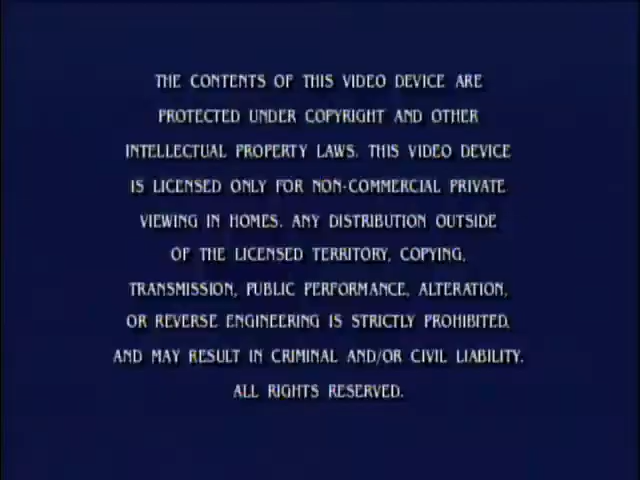 THE CONTENTS OF THIS VIDEO DEVICE ARE
PROTECTED UNDER COPYRIGHT AND OTHER
INTELLECTUAL PROPERTY LAWS. THIS VIDEO DEVICE
IS LICENSED ONLY FOR NON-COMMERCIAL PRIVATE
VIEWING IN HOMES. ANY DISTRIBUTION OUTSIDE
OF THE LICENSED TERRITORY, COPYING,
TRANSMISSION, PUBLIC PERFORMANCE, ALTERATION,
OR REVERSE ENGINEERING IS STRICTLY PROHIBITED,
AND MAY RESULT IN CRIMINAL AND/OR CIVIL LIABILITY.
ALL RIGHTS RESERVED.